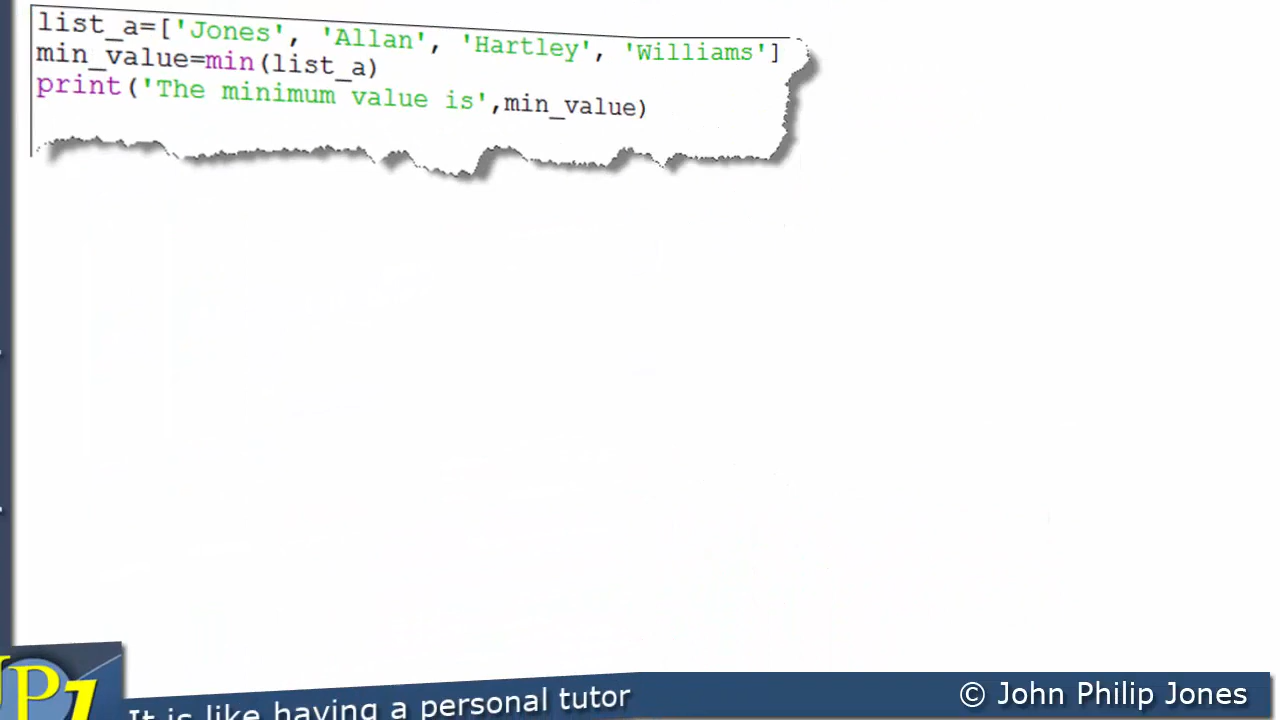 list_a=['Jones', 'Allan', 'Hartley', 'Williams']
min_value=min(list_a)
print('The minimum value is',min_value)
JPJ
It is like having a personal tutor
© John Philip Jones